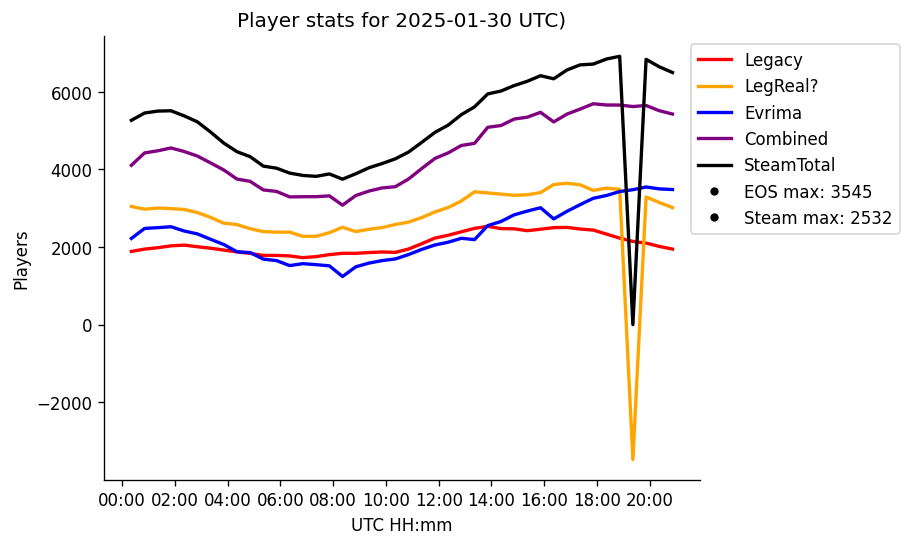 Player stats for 2025-01-30 UTC)
Players
6000
4000
2000
0
−2000
00:00 02:00 04:00 06:00 08:00 10:00 12:00 14:00 16:00 18:00 20:00
UTC HH:mm
Legacy
LegReal?
Evrima
Combined
SteamTotal
EOS max: 3545
Steam max: 2532